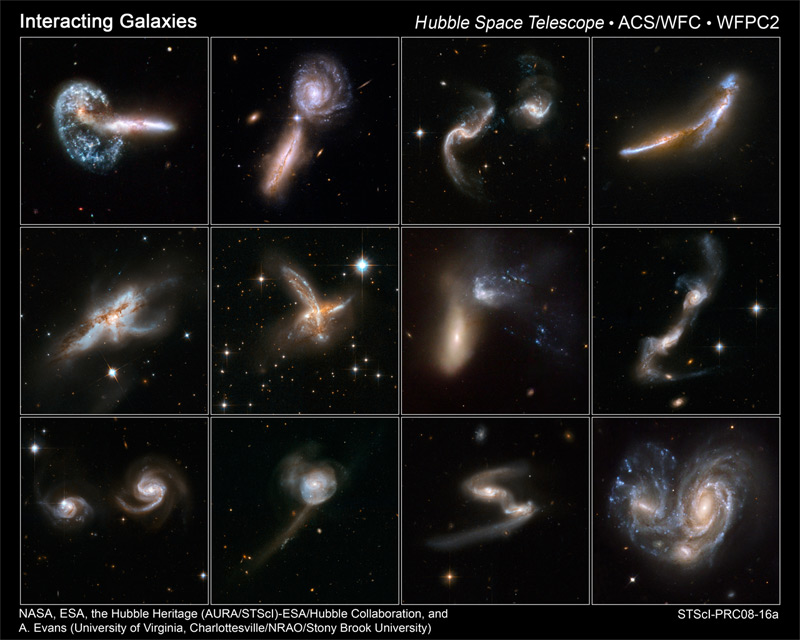 Interacting Galaxies
Hubble Space Telescope • ACS/WFC • WFPC2
NASA, ESA, the Hubble Heritage (AURA/STScI)-ESA/Hubble Collaboration, and
A. Evans (University of Virginia, Charlottesville/NRAO/Stony Brook University)
STScI-PRC08-16a